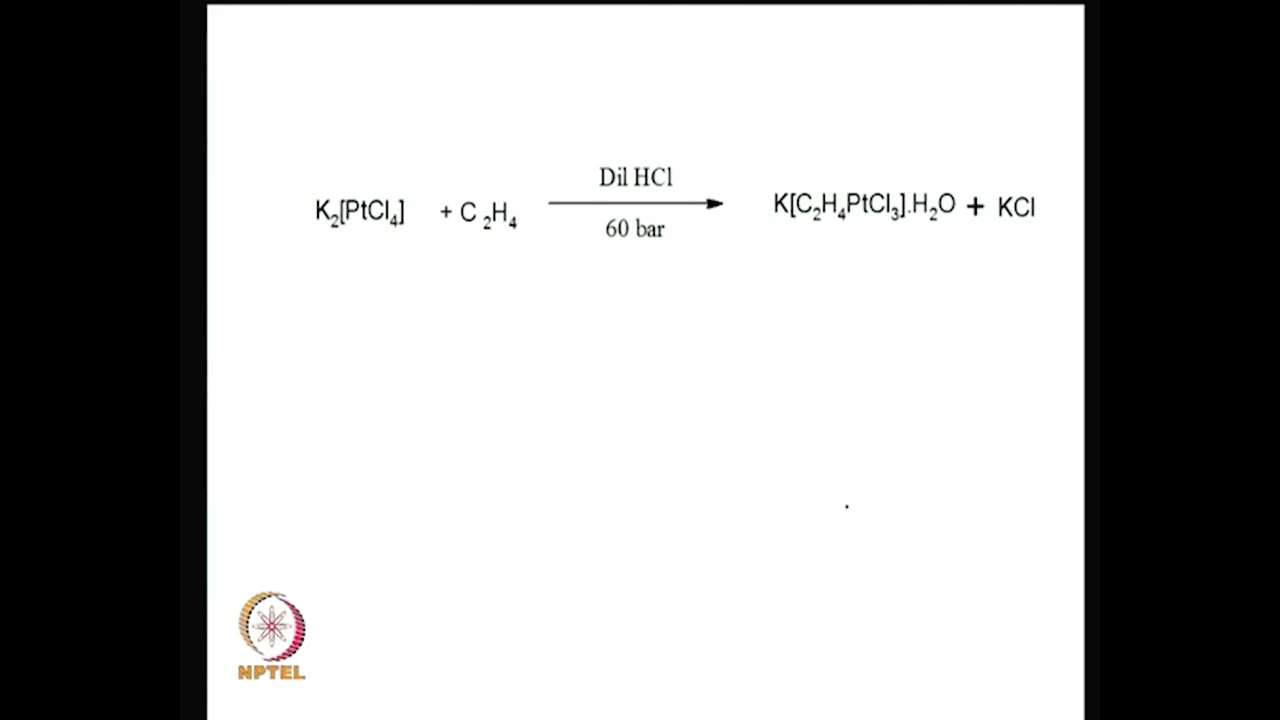 Dil HCl
K₂[PtCl₄] + C₂H₄ K[C₂H₄PtCl₃].H₂O + KCl
60 bar
NPTEL